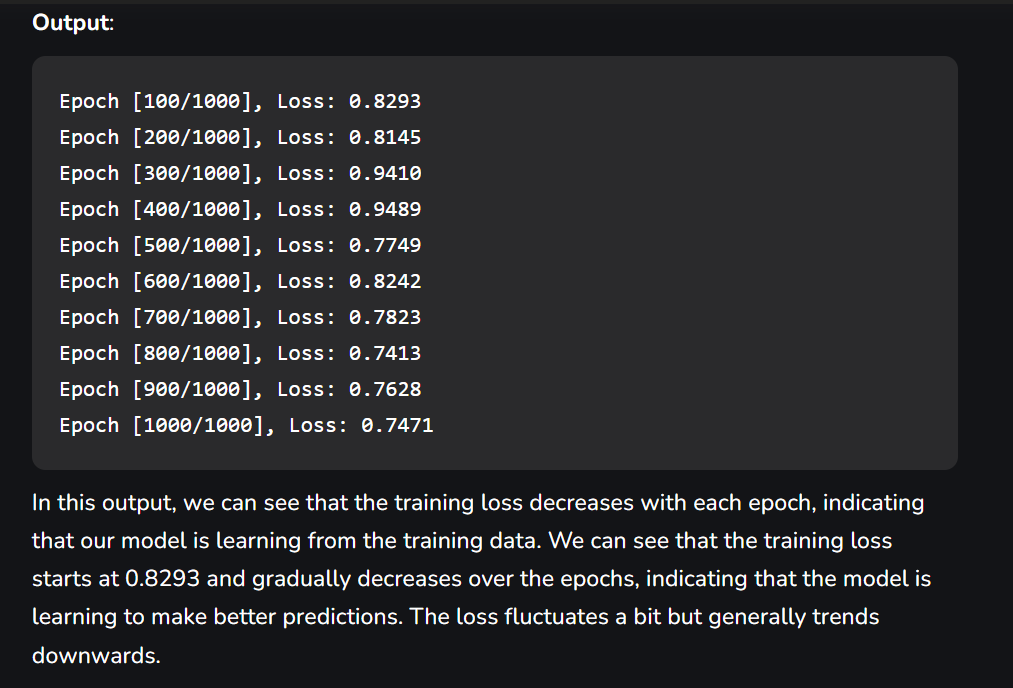 Output:
Epoch [100/1000], Loss: 0.8293
Epoch [200/1000], Loss: 0.8145
Epoch [300/1000], Loss: 0.9410
Epoch [400/1000], Loss: 0.9489
Epoch [500/1000], Loss: 0.7749
Epoch [600/1000], Loss: 0.8242
Epoch [700/1000], Loss: 0.7823
Epoch [800/1000], Loss: 0.7413
Epoch [900/1000], Loss: 0.7628
Epoch [1000/1000], Loss: 0.7471
In this output, we can see that the training loss decreases with each epoch, indicating
that our model is learning from the training data. We can see that the training loss
starts at 0.8293 and gradually decreases over the epochs, indicating that the model is
learning to make better predictions. The loss fluctuates a bit but generally trends
downwards.